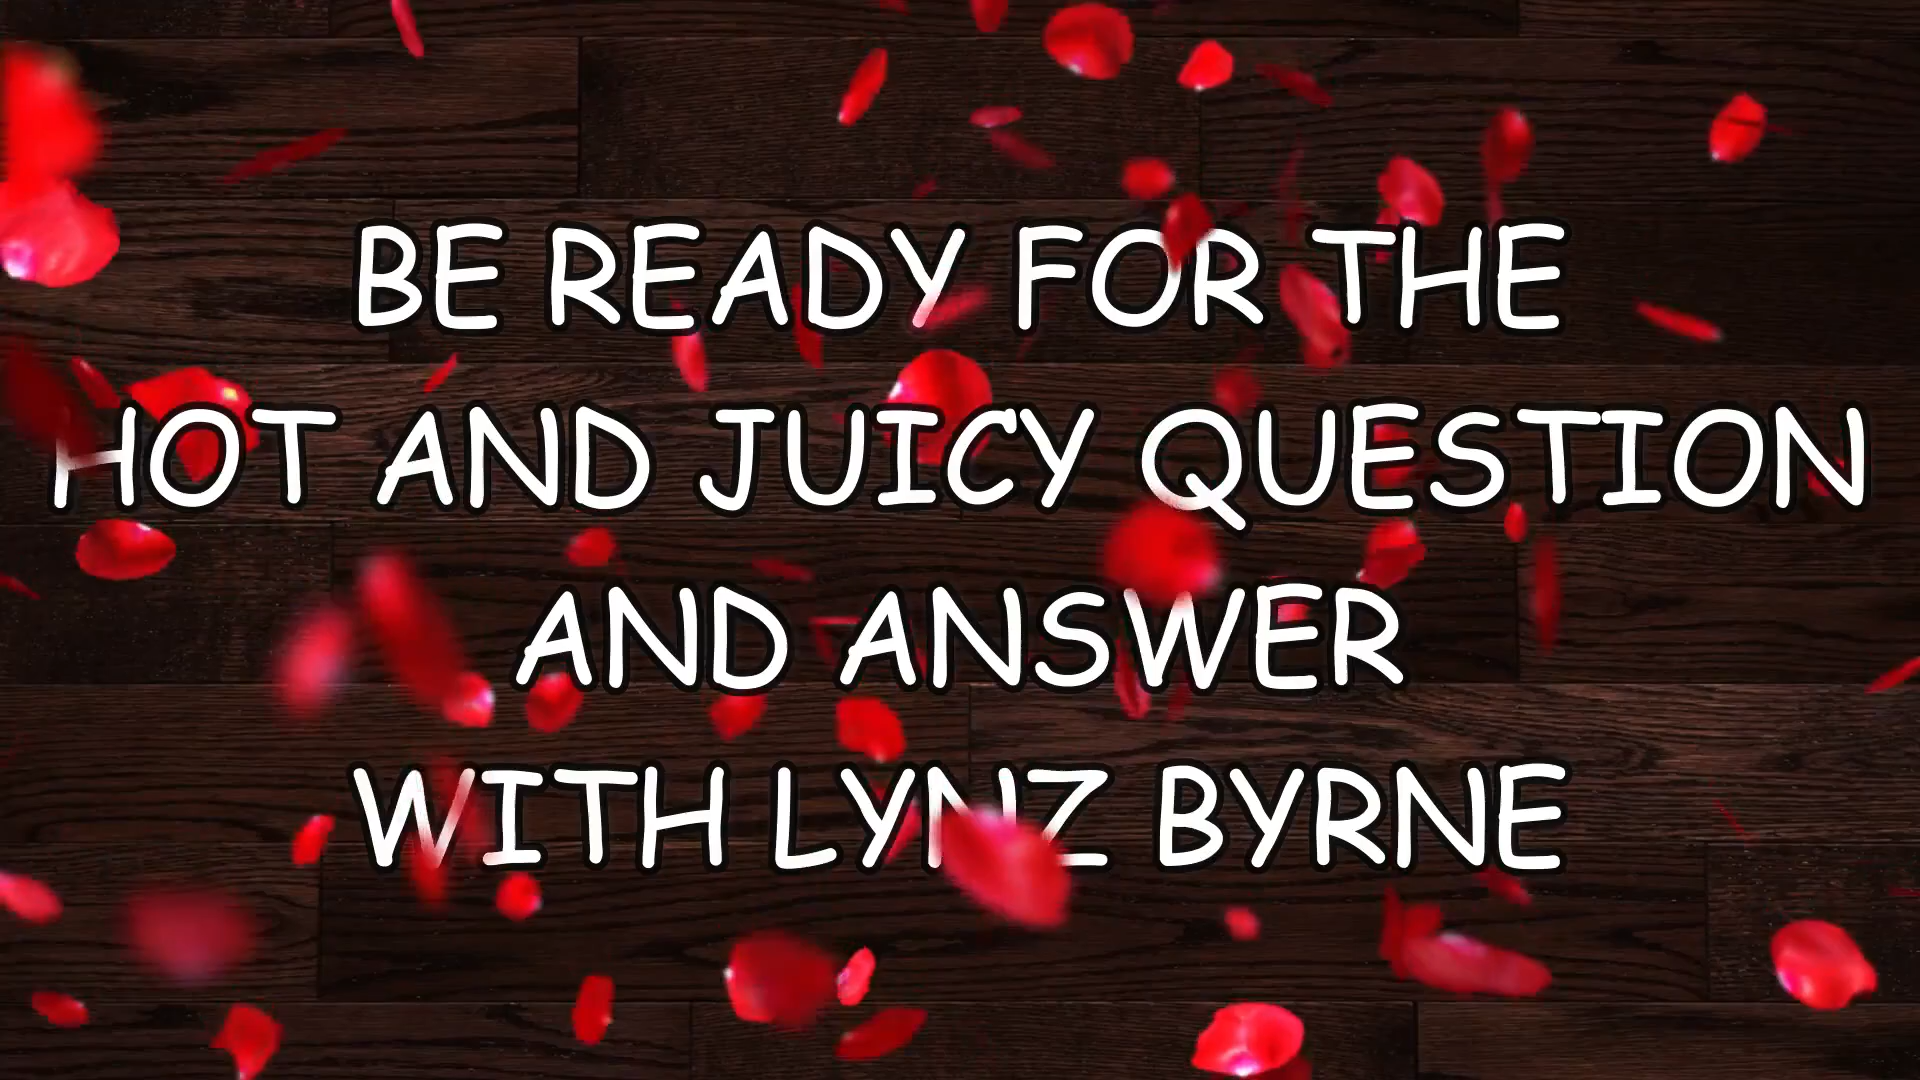 BE READY FOR THE
HOT AND JUICY QUESTION
AND ANSWER
WITH LYNZ BYRNE